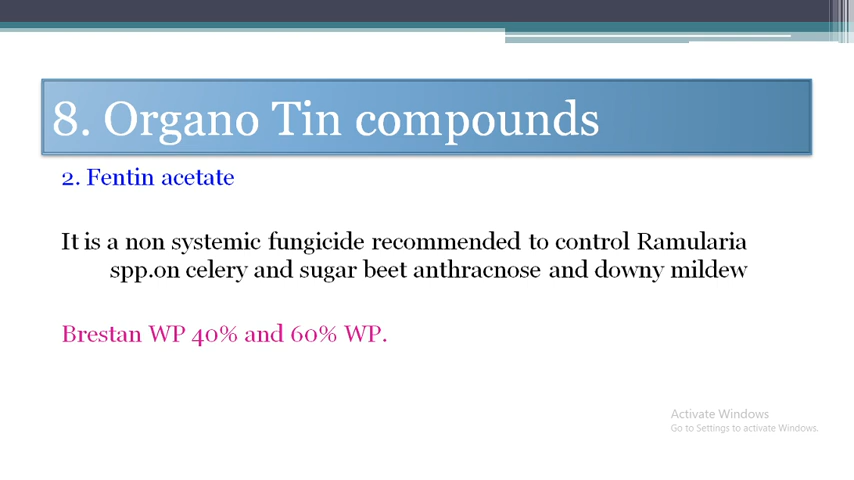 8. Organo Tin compounds
2. Fentin acetate
It is a non systemic fungicide recommended to control Ramularia
spp.on celery and sugar beet anthracnose and downy mildew
Brestan WP 40% and 60% WP.
Activate Windows
Go to Settings to activate Windows.